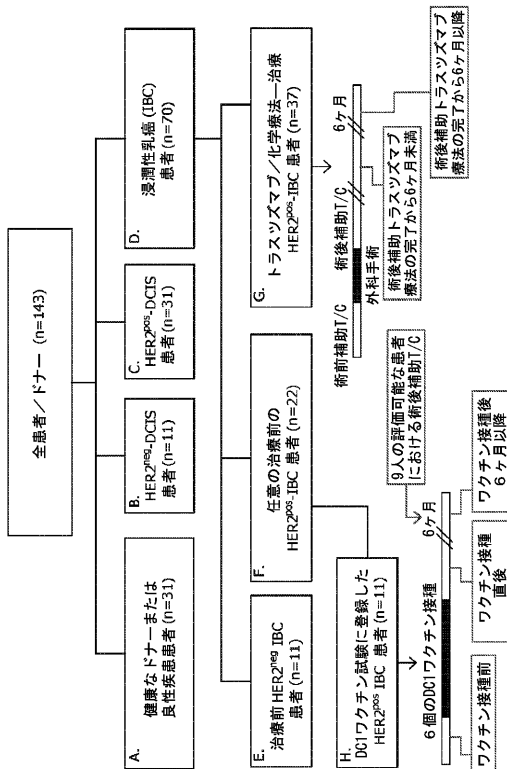 全患者/ドナー (n=143)
A.
健康なドナーまたは
良性疾患患者(n=31)
B.
HER2neg-DCIS
患者(n=11)
C.
HER2pos-DCIS
患者(n=31)
D.
浸潤性乳癌(IBC)
患者(n=70)
E.
治療前HER2neg IBC
患者(n=11)
F.
任意の治療前の
HER2pos-IBC 患者(n=22)
G.
トラスツズマブ/化学療法―治療
HER2pos-IBC 患者(n=37)
H.
DC1ワクチン試験に登録した
HER2pos IBC 患者(n=11)
6個のDC1ワクチン接種
6ヶ月
9人の評価可能な患者
における術後補助T/C
ワクチン接種前
ワクチン接種
直後
ワクチン接種後
6ヶ月以降
術前補助T/C
術後補助T/C
6ヶ月
外科手術
術後補助トラスツズマブ
療法の完了から6ヶ月未満
術後補助トラスツズマブ
療法の完了から6ヶ月以降